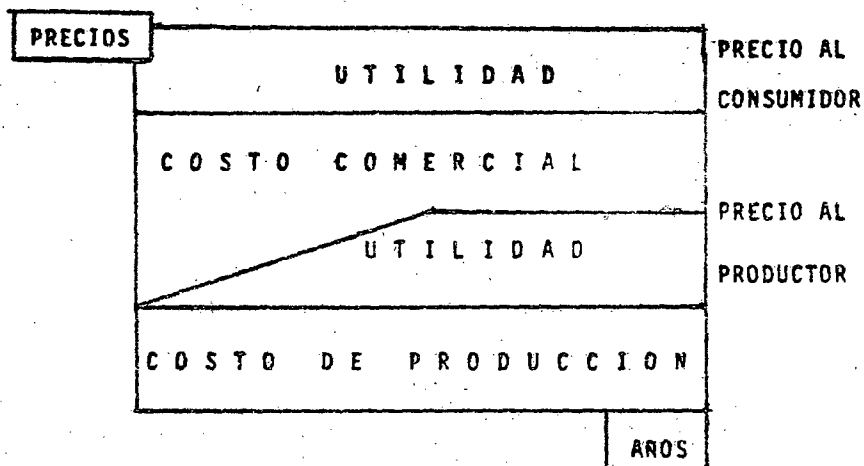 PRECIOS
PRECIO AL
UTILIDAD
CONSUMIDOR
COSTO COMERCIAL
PRECIO AL
UTILIDAD
PRODUCTOR
COSTO DE PRODUCCION
AÑOS